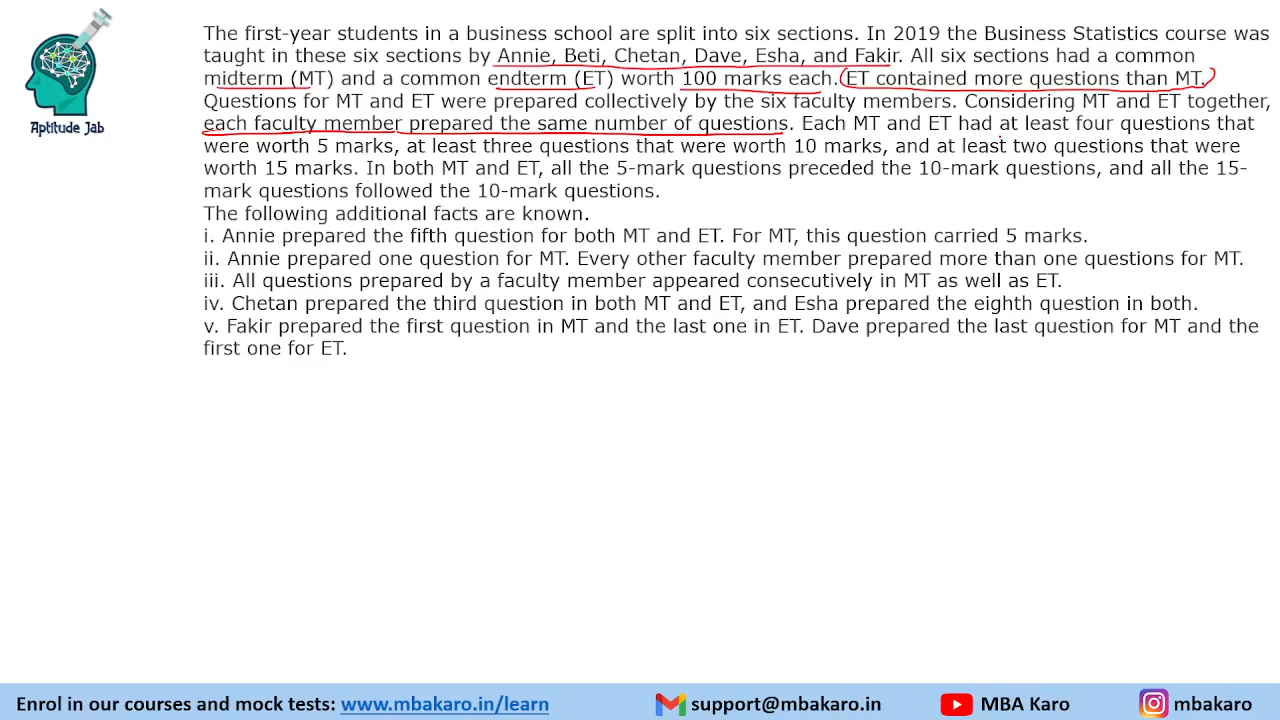 The first-year students in a business school are split into six sections. In 2019 the Business Statistics course was
taught in these six sections by Annie, Beti, Chetan, Dave, Esha, and Fakir. All six sections had a common
midterm (MT) and a common endterm (ET) worth 100 marks each. ET contained more questions than MT.
Questions for MT and ET were prepared collectively by the six faculty members. Considering MT and ET together,
each faculty member prepared the same number of questions. Each MT and ET had at least four questions that
were worth 5 marks, at least three questions that were worth 10 marks, and at least two questions that were
worth 15 marks. In both MT and ET, all the 5-mark questions preceded the 10-mark questions, and all the 15-
mark questions followed the 10-mark questions.
The following additional facts are known.
i. Annie prepared the fifth question for both MT and ET. For MT, this question carried 5 marks.
ii. Annie prepared one question for MT. Every other faculty member prepared more than one questions for MT.
iii. All questions prepared by a faculty member appeared consecutively in MT as well as ET.
iv. Chetan prepared the third question in both MT and ET, and Esha prepared the eighth question in both.
v. Fakir prepared the first question in MT and the last one in ET. Dave prepared the last question for MT and the
first one for ET.
Aptitude Jab
Enrol in our courses and mock tests: www.mbakaro.in/learn
support@mbakaro.in
MBA Karo
mbakaro